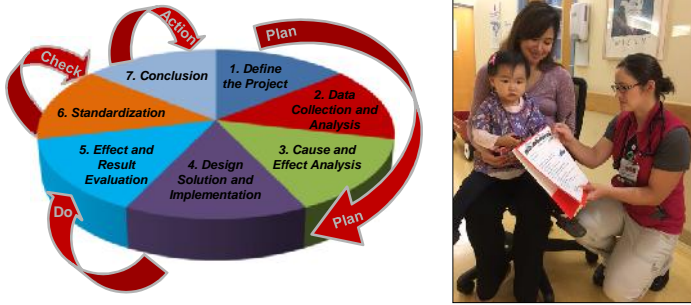 Action
Plan
Check
7. Conclusion
1. Define
the Project
2. Data
Collection and
Analysis
6. Standardization
3. Cause and
Effect Analysis
5. Effect and
Result
Evaluation
4. Design
Solution and
Implementation
Do
Plan